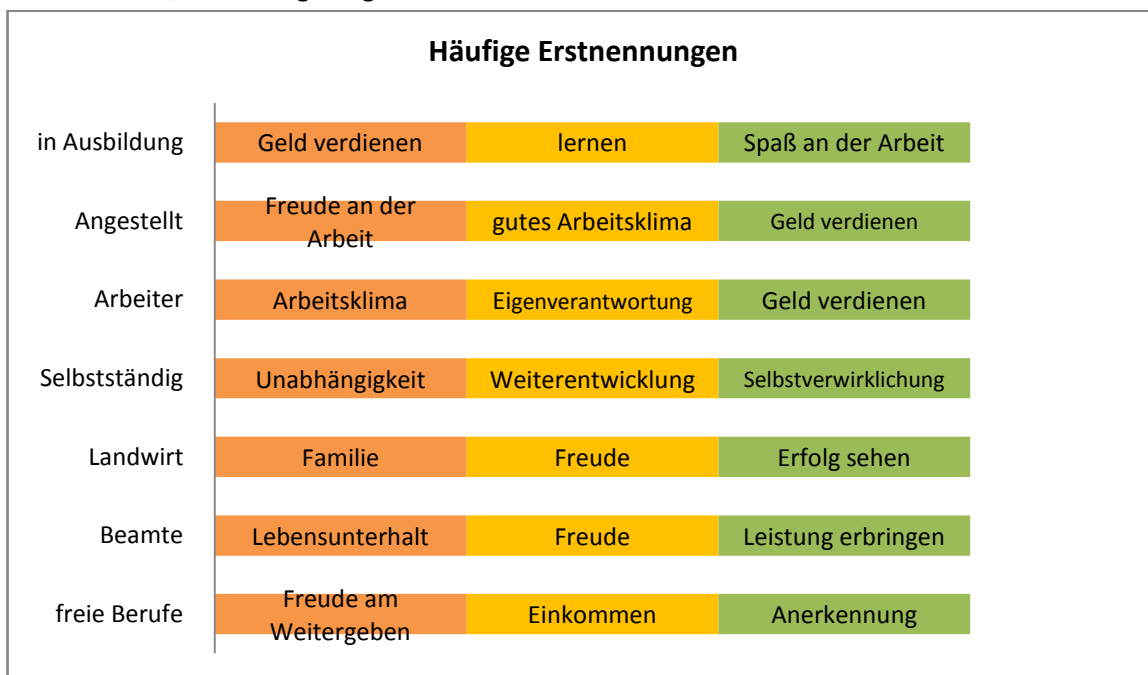 Häufige Erstnennungen
in Ausbildung Geld verdienen lernen Spaß an der Arbeit
Angestellt Freude an der Arbeit gutes Arbeitsklima Geld verdienen
Arbeiter Arbeitsklima Eigenverantwortung Geld verdienen
Selbstständig Unabhängigkeit Weiterentwicklung Selbstverwirklichung
Landwirt Familie Freude Erfolg sehen
Beamte Lebensunterhalt Freude Leistung erbringen
freie Berufe Freude am Weitergeben Einkommen Anerkennung